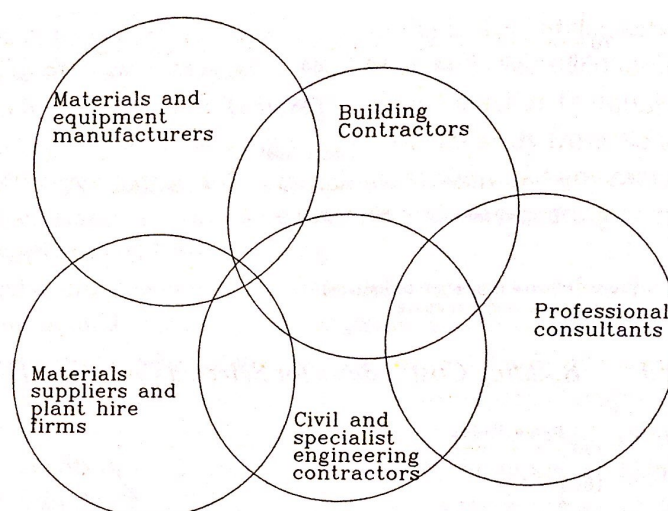 Materials and
equipment
manufacturers
Building
Contractors
Professional
consultants
Materials
suppliers and
plant hire
firms
Civil and
specialist
engineering
contractors